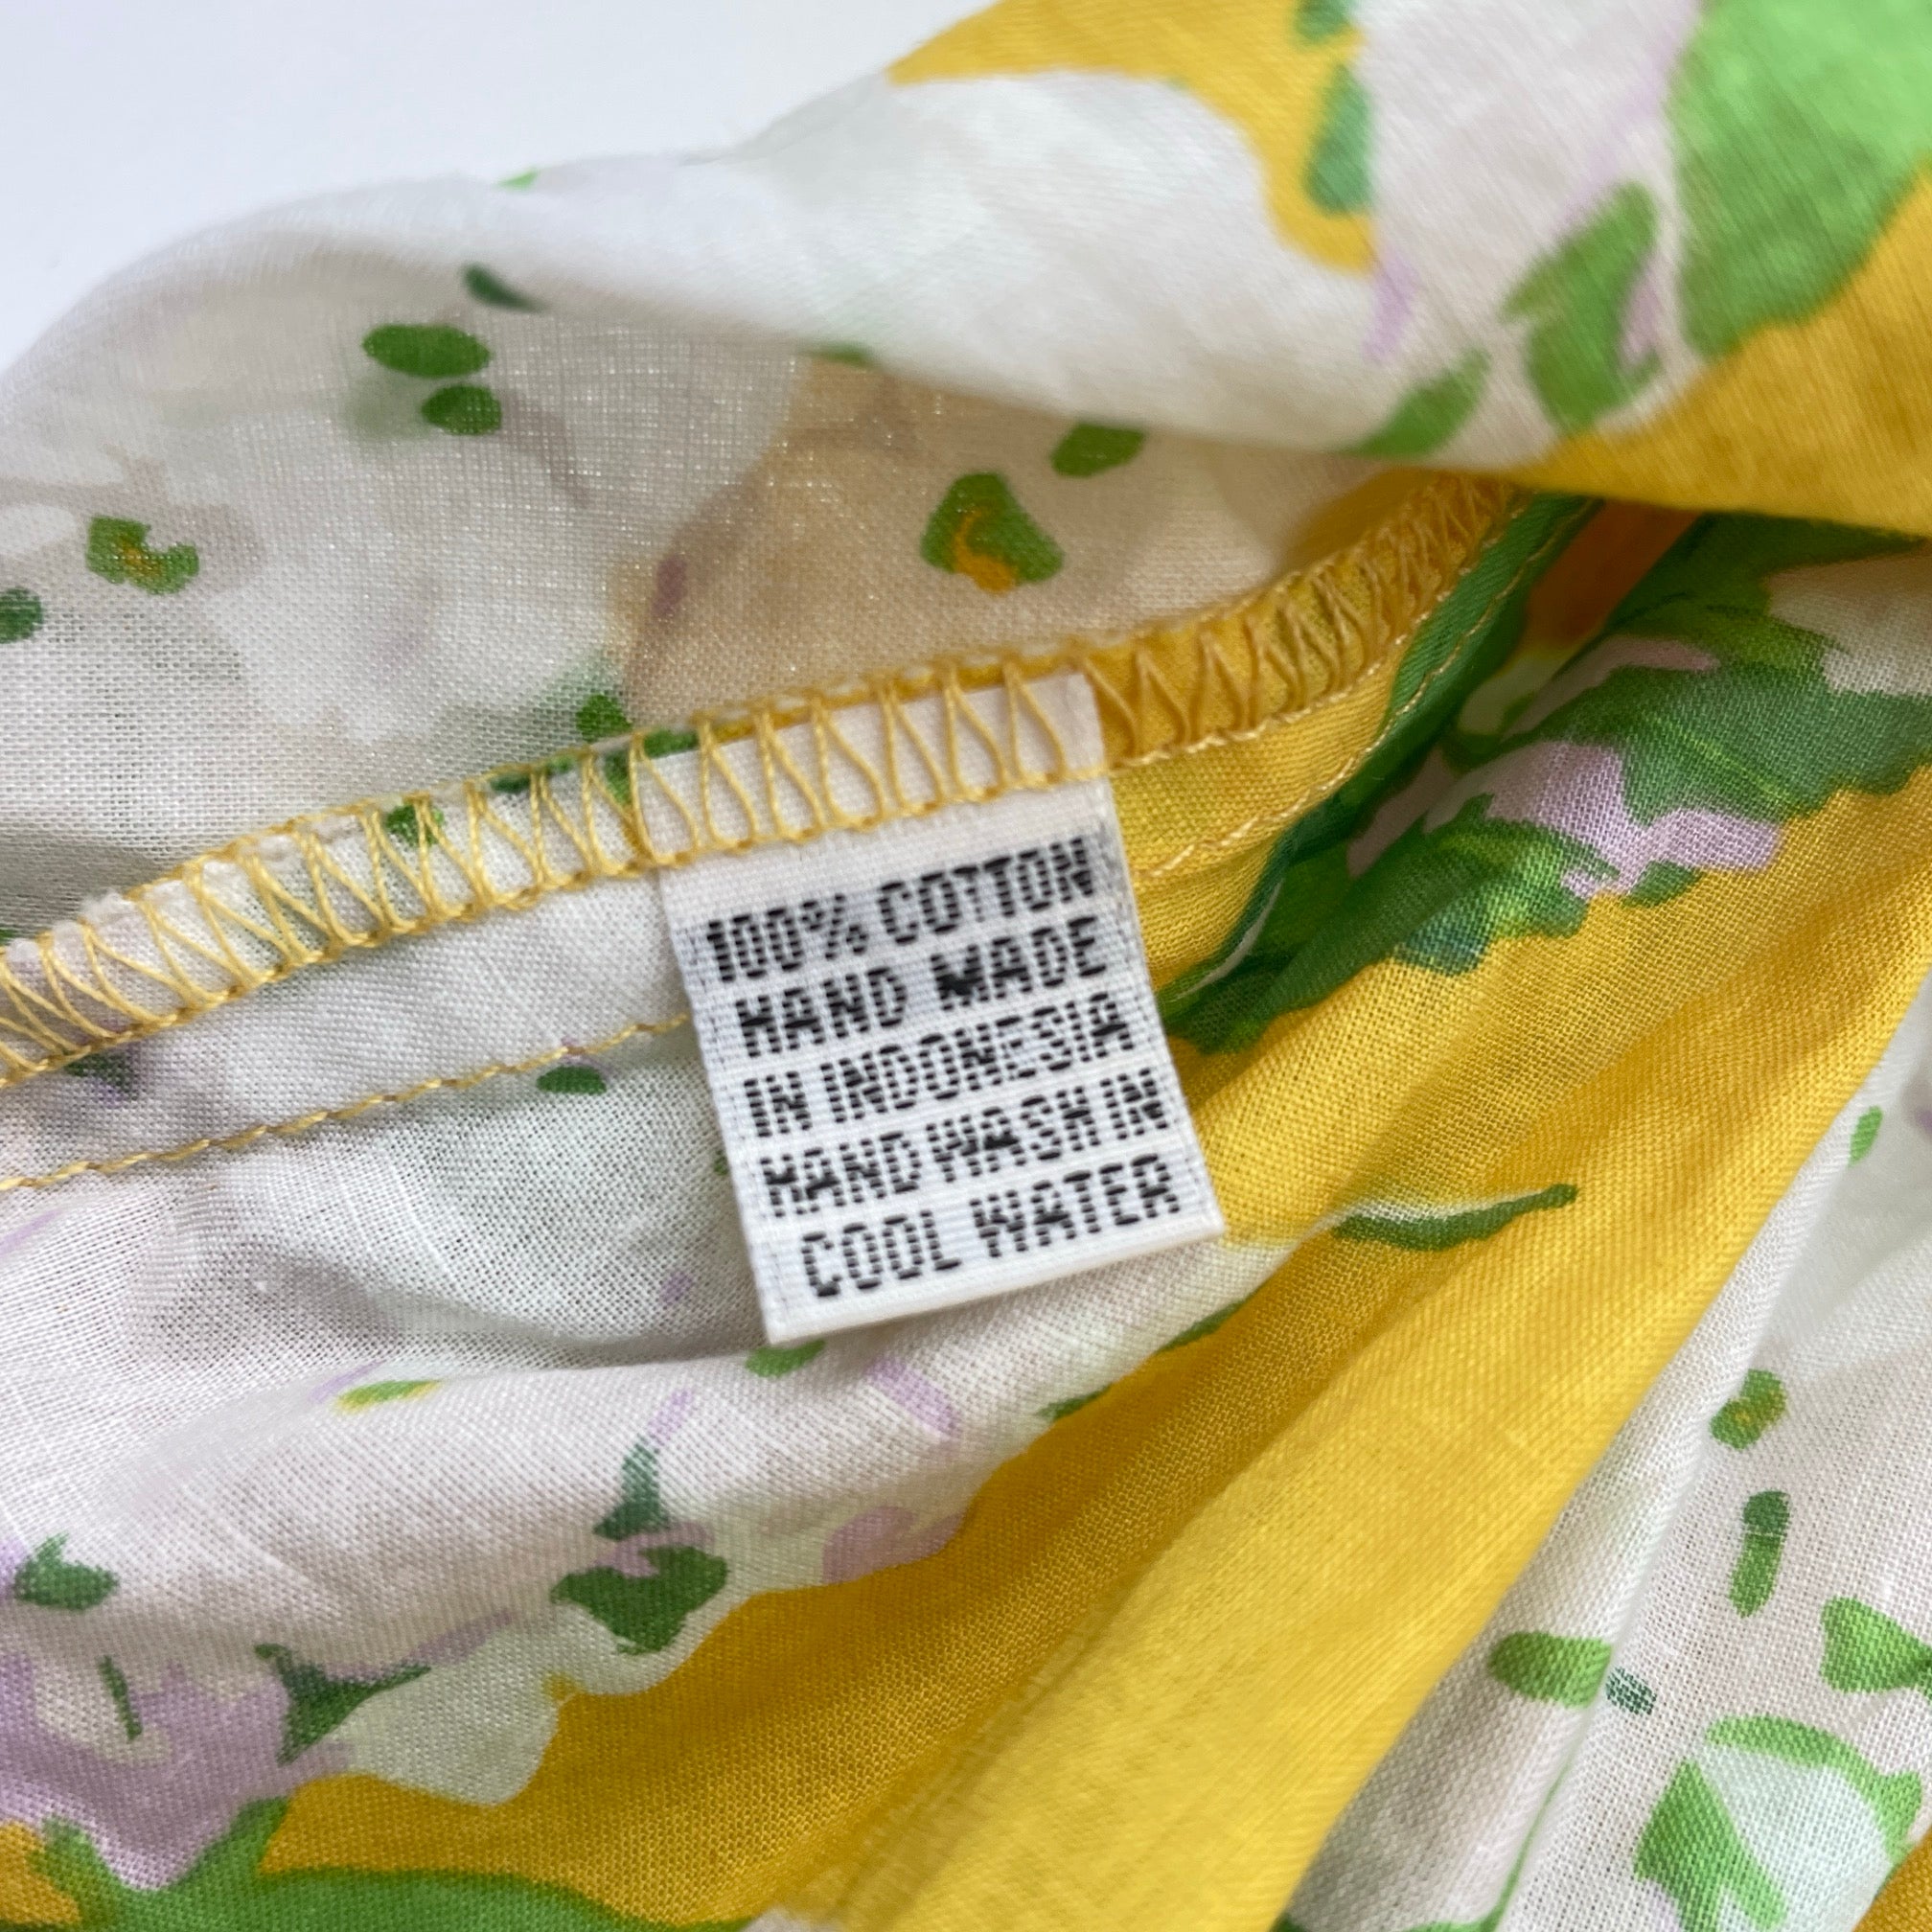 100% COTTON
HAND MADE
IN INDONESIA
HAND WASH IN
COOL WATER